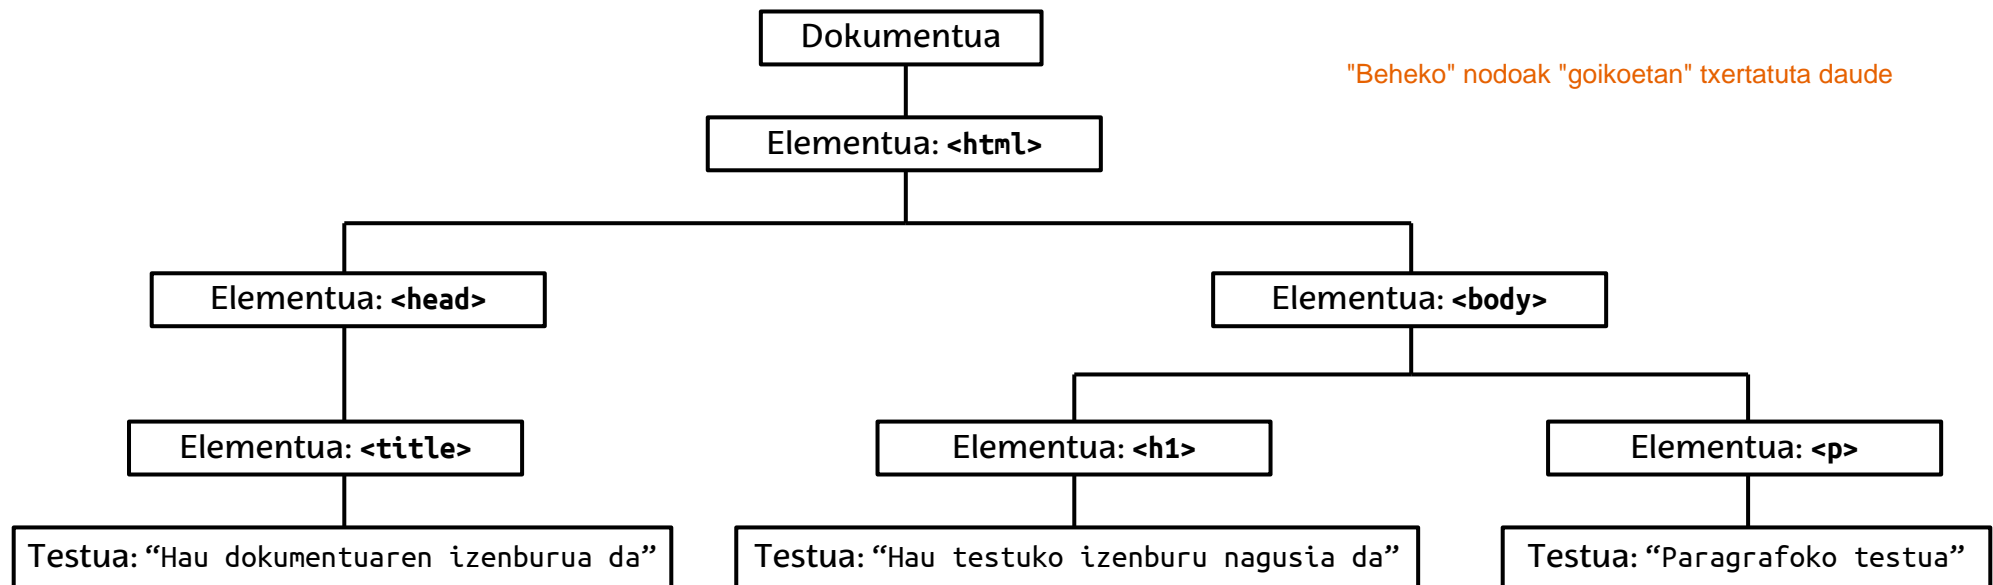 Dokumentua
"Beheko" nodoak "goikoetan" txertatuta daude
Elementua: <html>
Elementua: <head>
Elementua: <body>
Elementua: <title>
Elementua: <h1>
Elementua: <p>
Testua: “Hau dokumentuaren izenburua da”
Testua: “Hau testuko izenburu nagusia da”
Testua: “Paragrafoko testua”